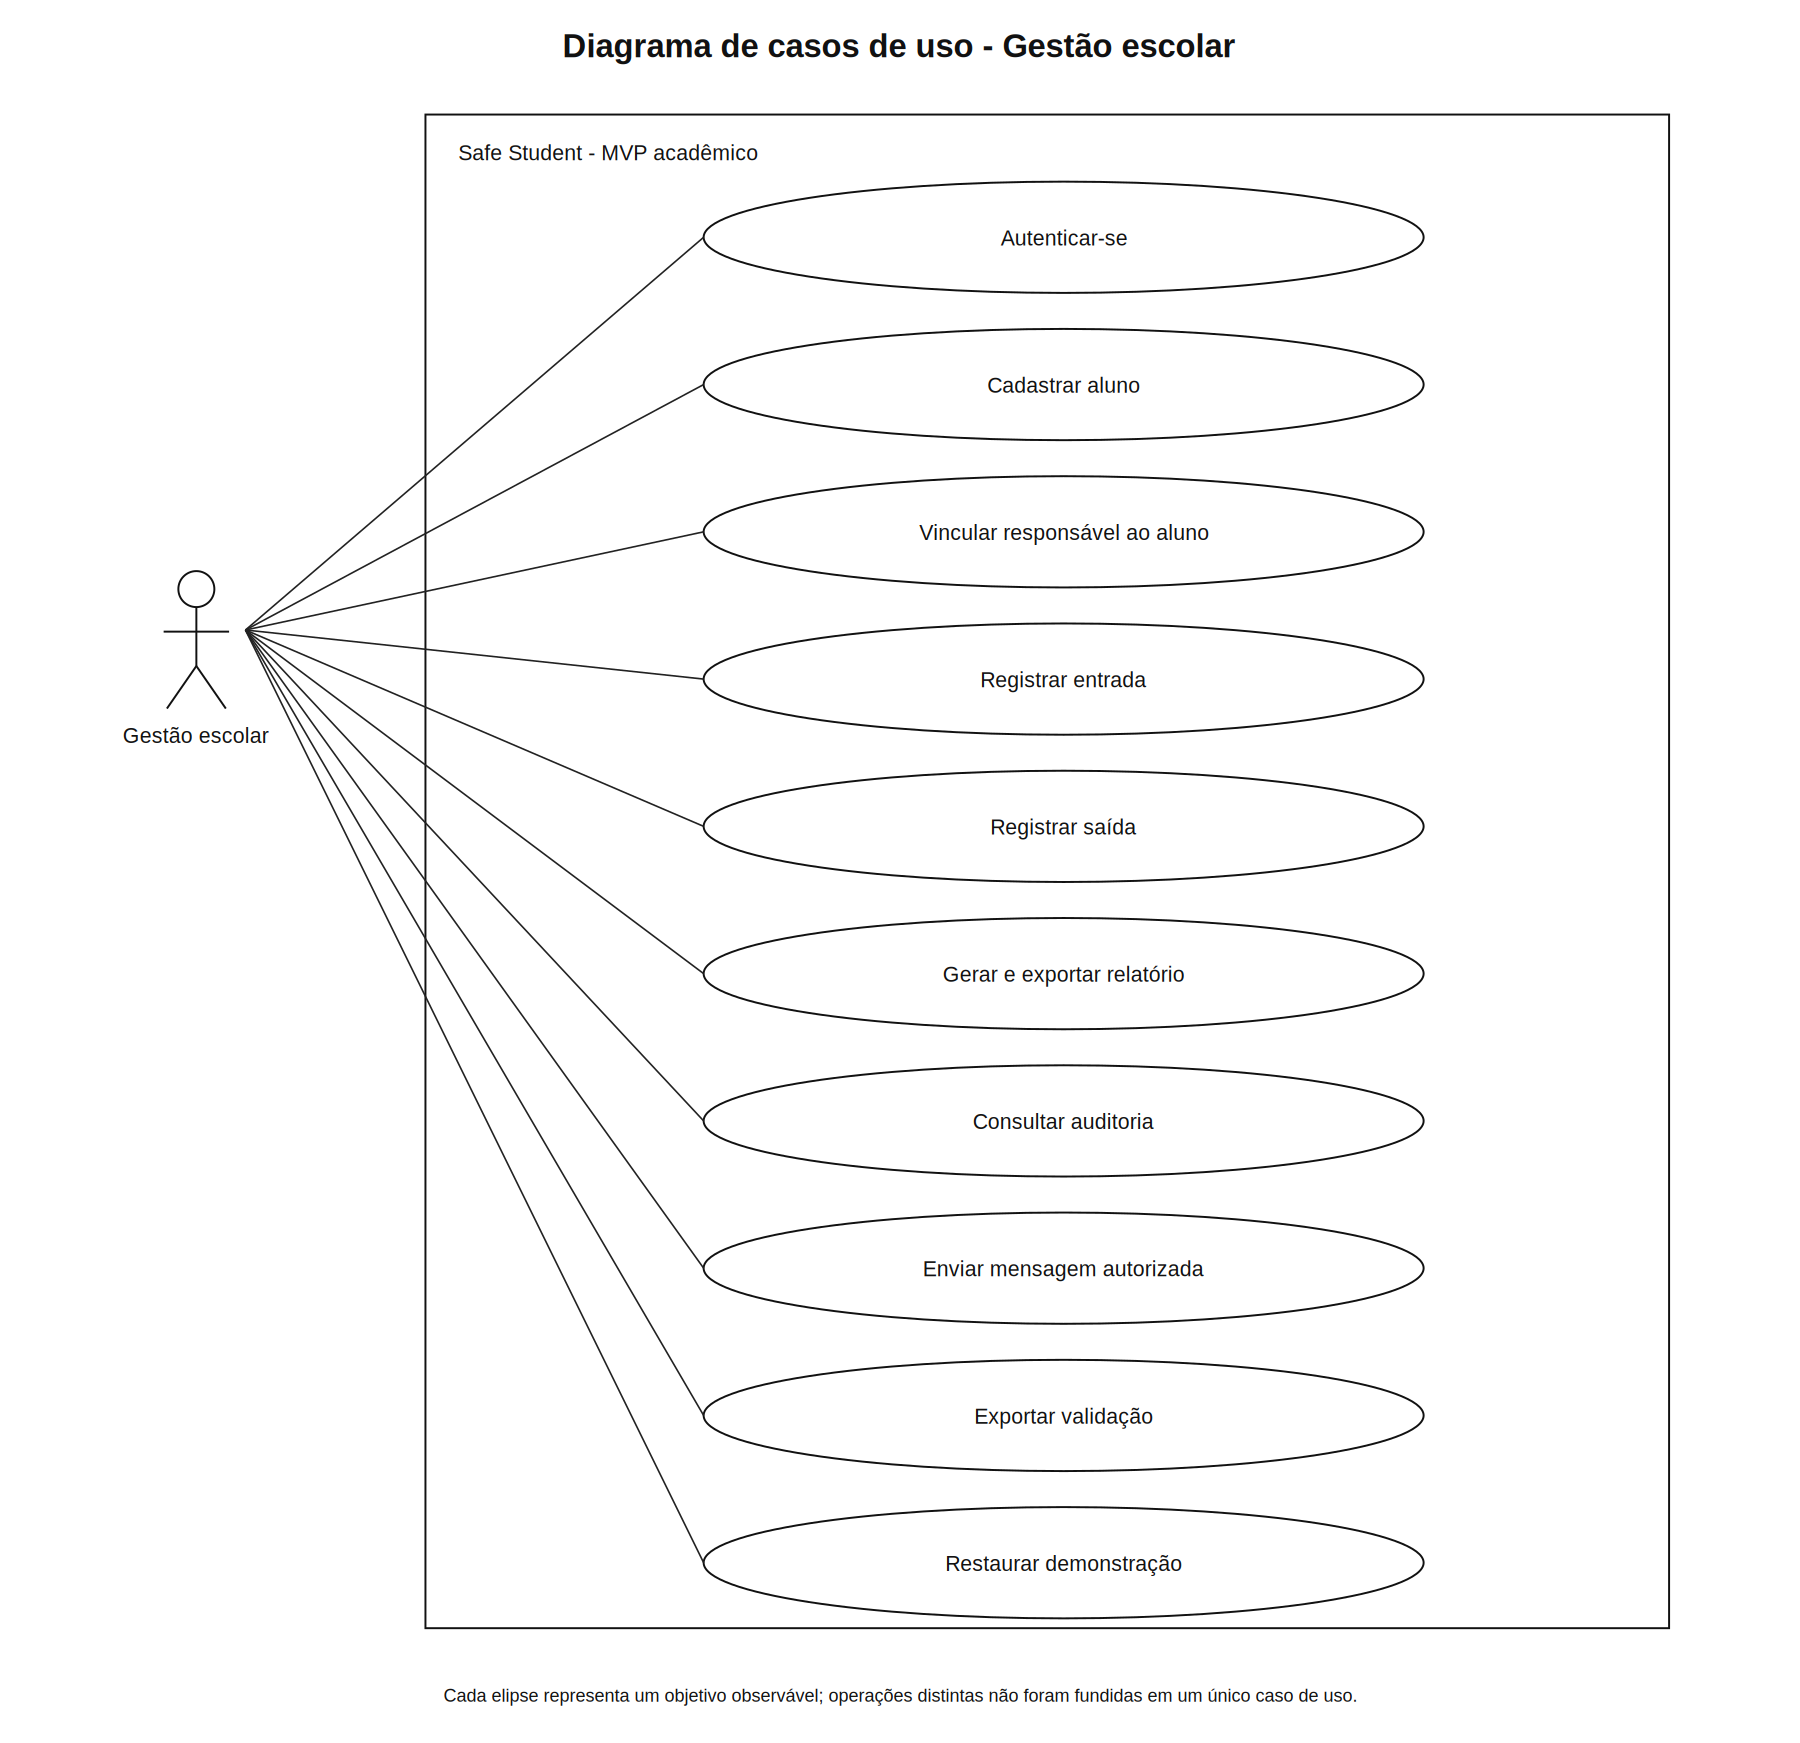 Diagrama de casos de uso - Gestão escolar
Safe Student - MVP acadêmico
Autenticar-se
Cadastrar aluno
Vincular responsável ao aluno
Registrar entrada
Gestão escolar
Registrar saída
Gerar e exportar relatório
Consultar auditoria
Enviar mensagem autorizada
Exportar validação
Restaurar demonstração
Cada elipse representa um objetivo observável; operações distintas não foram fundidas em um único caso de uso.